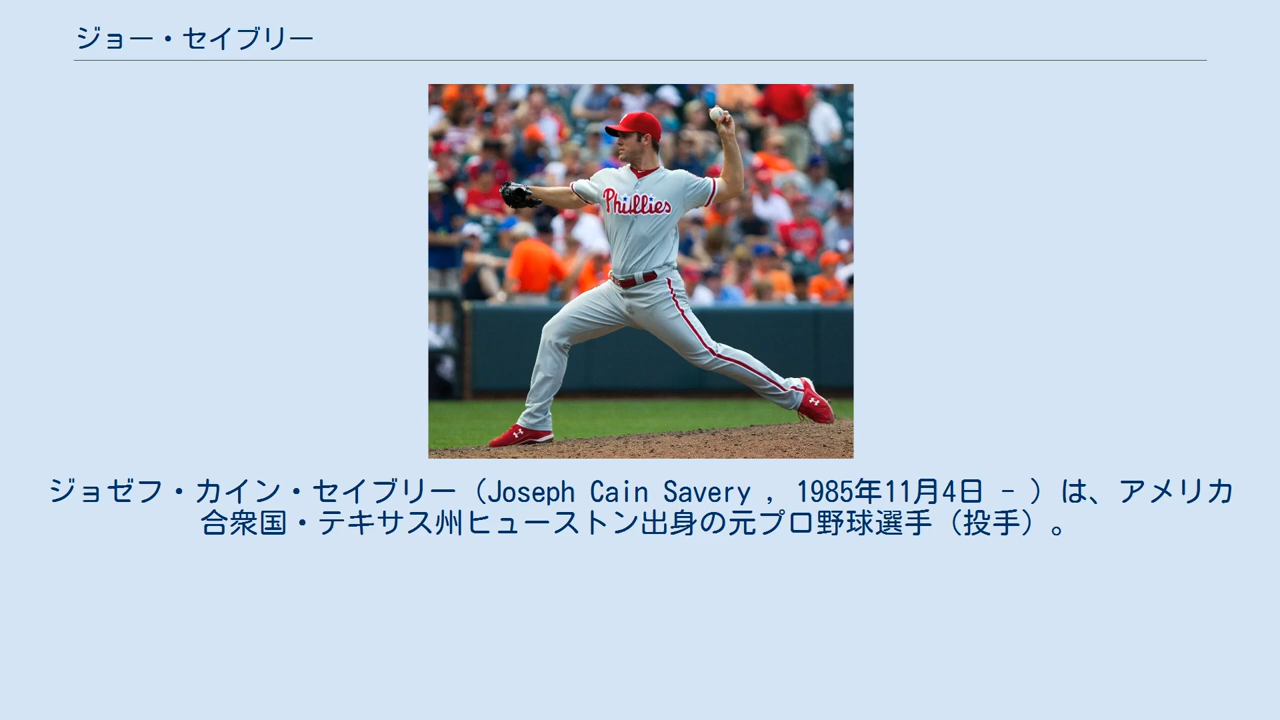 ジョー・セイブリー
Phillies
ジョゼフ・カイン・セイブリー（Joseph Cain Savery , 1985年11月4日 - ）は、アメリカ
合衆国・テキサス州ヒューストン出身の元プロ野球選手（投手）。